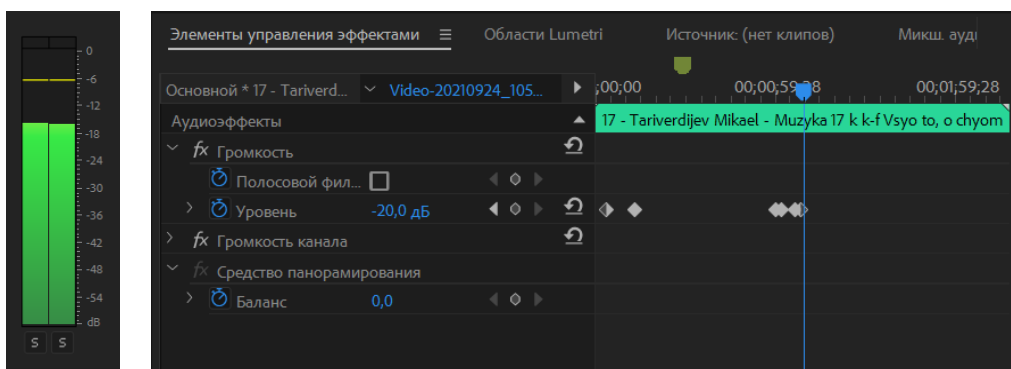 0
-6
-12
-18
-24
-30
-36
-42
-48
-54
dB
S S
Элементы управления эффектами Области Lumetri Источник: (нет клипов) Микш. ауди
Основной * 17 - Tariverd... Video-20210924_105... ;00;00 00;00;59;28 00;01;59;28
Аудиоэффекты 17 - Tariverdijev Mikael - Muzyka 17 k k-f Vsyo to, o chyom
fx Громкость
Полосовой фил...
Уровень -20,0 дБ
fx Громкость канала
fx Средство панорамирования
Баланс 0,0